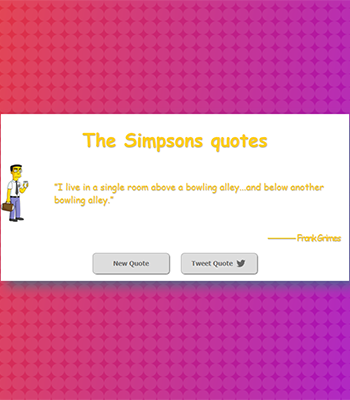 The Simpsons quotes
“I live in a single room above a bowling alley...and below another
bowling alley.”
———— Frank Grimes
New Quote
Tweet Quote